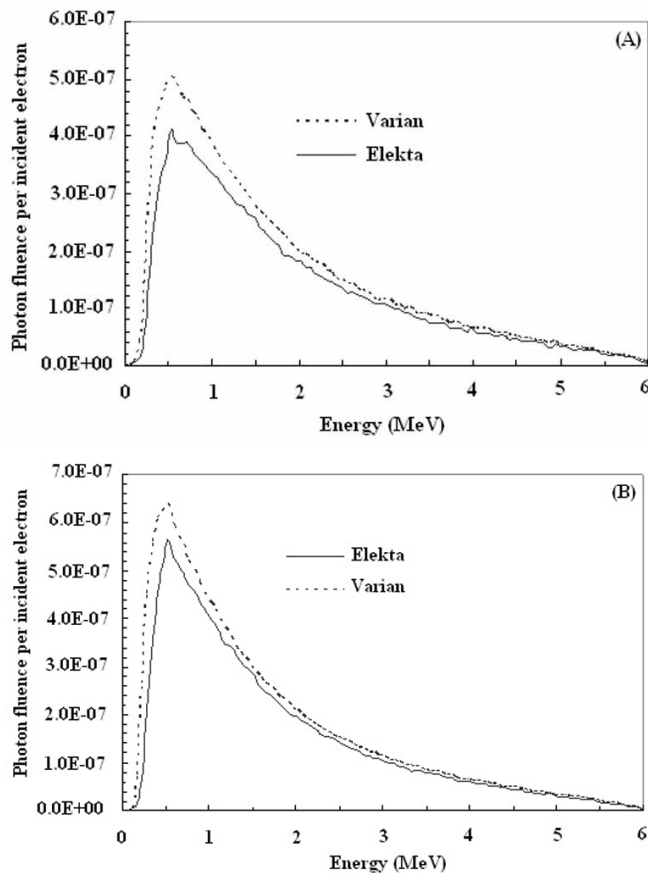 (A)
Photon fluence per incident electron
6.0E-07
5.0E-07
4.0E-07
3.0E-07
2.0E-07
1.0E-07
0.0E+00
Varian
Elekta
0 1 2 3 4 5 6
Energy (MeV)
(B)
Photon fluence per incident electron
7.0E-07
6.0E-07
5.0E-07
4.0E-07
3.0E-07
2.0E-07
1.0E-07
0.0E+00
Elekta
Varian
0 1 2 3 4 5 6
Energy (MeV)